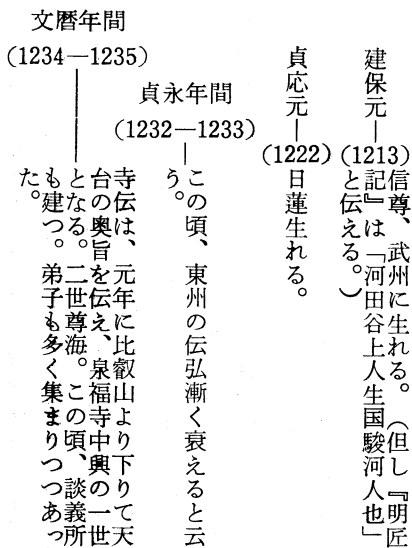 建保元―(1213)信尊、武州に生れる。(但し『明匠
記』は「河田谷上人生国駿河人也」
と伝える。)
貞応元―(1222)日蓮生れる。
貞永年間
(1232―1233)
この頃、東州の伝弘漸く衰えると云
う。
文暦年間
(1234―1235)
寺伝は、元年に比叡山より下りて天
台の奥旨を伝え、泉福寺中興の一世
となる。二世尊海。この頃、談義所
も建つ。弟子も多く集まりつつあっ
た。